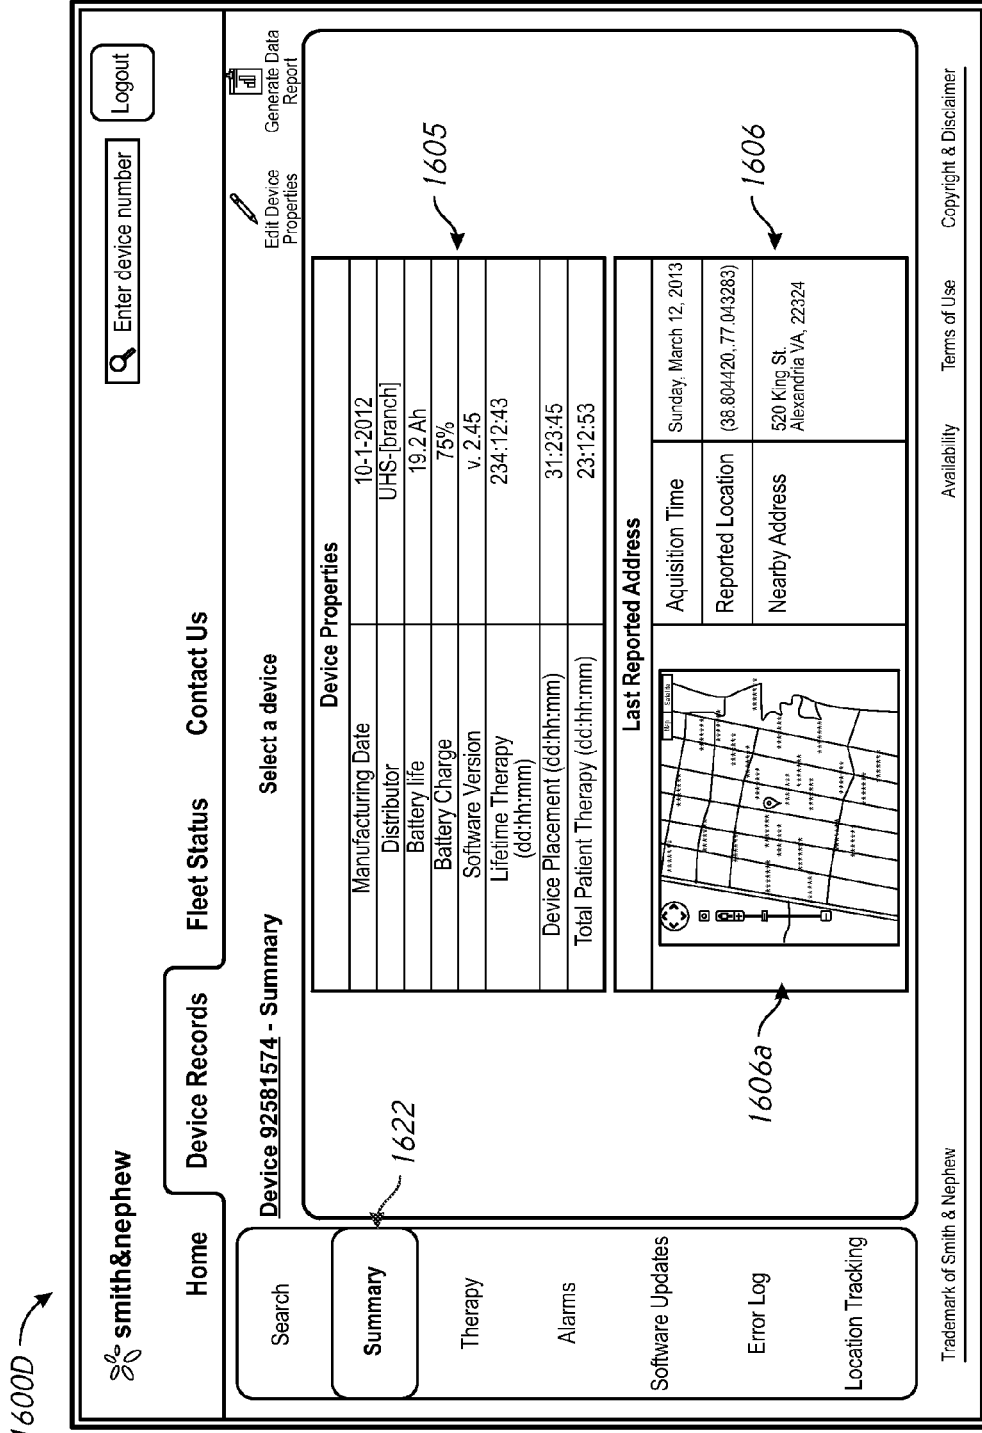 1600D
smith&nephew
Enter device number
Logout
Home
Device Records
Fleet Status
Contact Us
Search
Summary
Therapy
Alarms
Software Updates
Error Log
Location Tracking
1622
Device 92581574 - Summary
Select a device
Edit Device
Properties
Generate Data
Report
Device Properties
Manufacturing Date 10-1-2012
Distributor UHS-[branch]
Battery life 19.2 Ah
Battery Charge 75%
Software Version v. 2.45
Lifetime Therapy 234:12:43
(dd:hh:mm)
Device Placement (dd:hh:mm) 31:23:45
Total Patient Therapy (dd:hh:mm) 23:12:53
1605
Last Reported Address
Map Satellite
Aquisition Time Sunday, March 12, 2013
Reported Location (38.804420,.77.043283)
Nearby Address 520 King St.
Alexandria VA, 22324
1606
1606a
Trademark of Smith & Nephew
Availability
Terms of Use
Copyright & Disclaimer